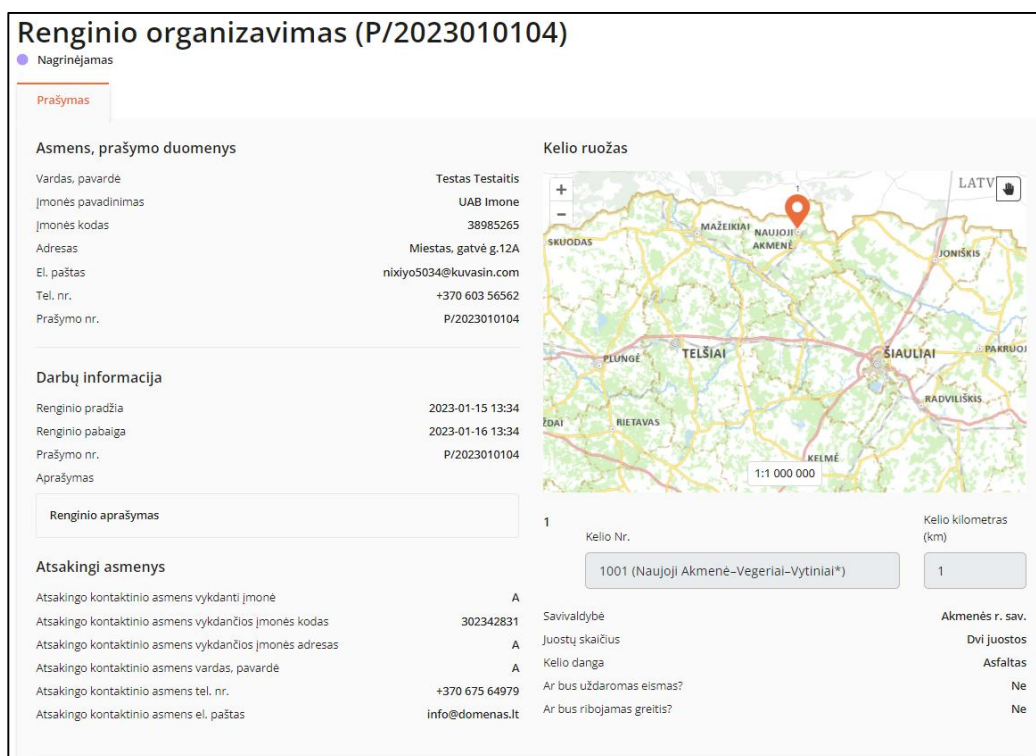 Renginio organizavimas (P/2023010104)
Nagrinėjamas
Prašymas
Asmens, prašymo duomenys
Vardas, pavardė Testas Testaitis
Įmonės pavadinimas UAB Imone
Įmonės kodas 38985265
Adresas Miestas, gatvė g.12A
El. paštas nixiyo5034@kuvasin.com
Tel. nr. +370 603 56562
Prašymo nr. P/2023010104
Darbų informacija
Renginio pradžia 2023-01-15 13:34
Renginio pabaiga 2023-01-16 13:34
Prašymo nr. P/2023010104
Aprašymas
Renginio aprašymas
Atsakingi asmenys
Atsakingo kontaktinio asmens vykdanti įmonė A
Atsakingo kontaktinio asmens vykdančios įmonės kodas 302342831
Atsakingo kontaktinio asmens vykdančios įmonės adresas A
Atsakingo kontaktinio asmens vardas, pavardė A
Atsakingo kontaktinio asmens tel. nr. +370 675 64979
Atsakingo kontaktinio asmens el. paštas info@domenas.lt
Kelio ruožas
+
−
1
LATV
SKUODAS
MAŽEIKIAI
NAUJOJI
AKMENĖ
JONIŠKIS
PLUNGĖ
TELŠIAI
ŠIAULIAI
PAKRUOJ
RADVILIŠKIS
ŽDAI
RIETAVAS
KELMĖ
1:1 000 000
1
Kelio Nr.
Kelio kilometras
(km)
1001 (Naujoji Akmenė–Vegeriai–Vytiniai*)
1
Savivaldybė Akmenės r. sav.
Juostų skaičius Dvi juostos
Kelio danga Asfaltas
Ar bus uždaromas eismas? Ne
Ar bus ribojamas greitis? Ne